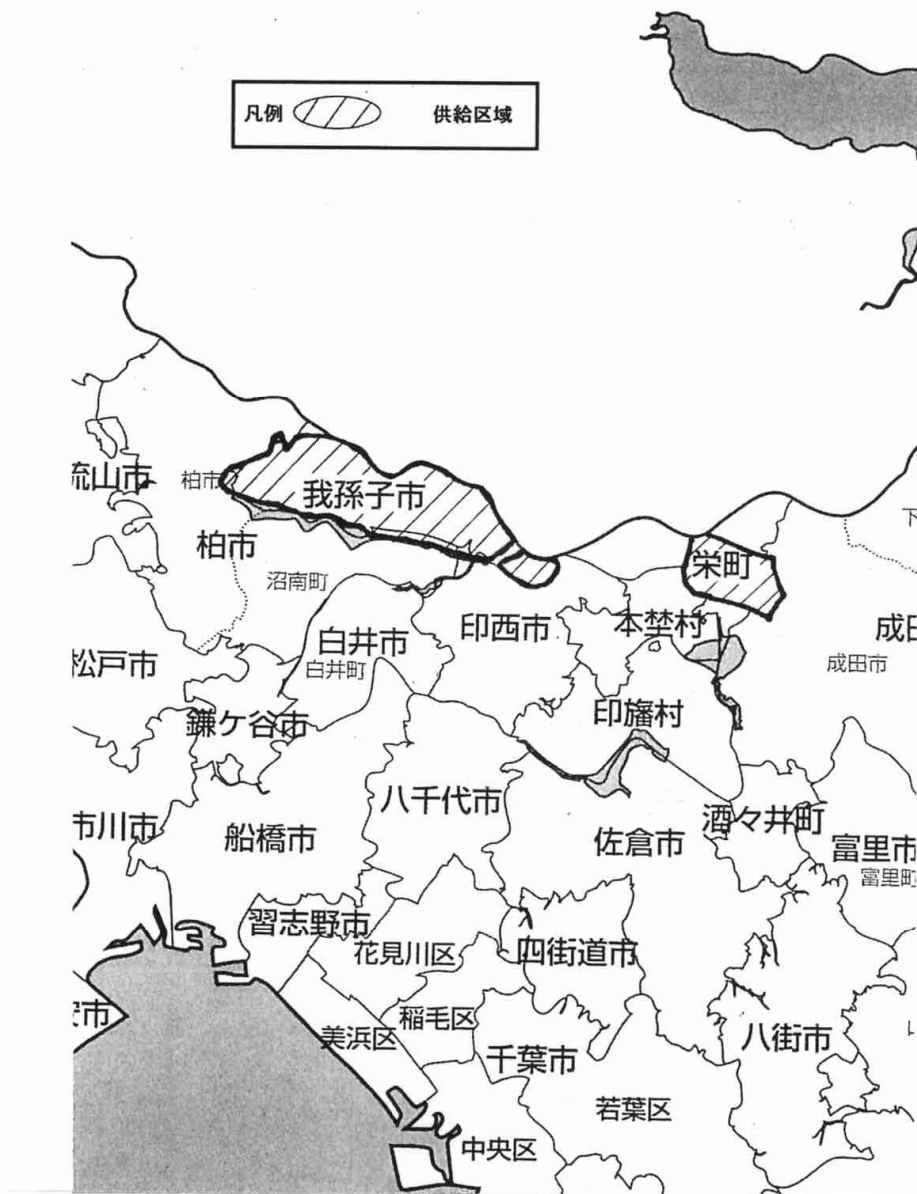 凡例 供給区域
流山市
柏市
我孫子市
柏市
栄町
下
沼南町
印西市
本埜村
成田
白井市
白井町
成田市
松戸市
印旛村
鎌ケ谷市
八千代市
酒々井町
市川市
船橋市
佐倉市
富里市
富里町
習志野市
花見川区
四街道市
安市
稲毛区
美浜区
千葉市
八街市
若葉区
中央区